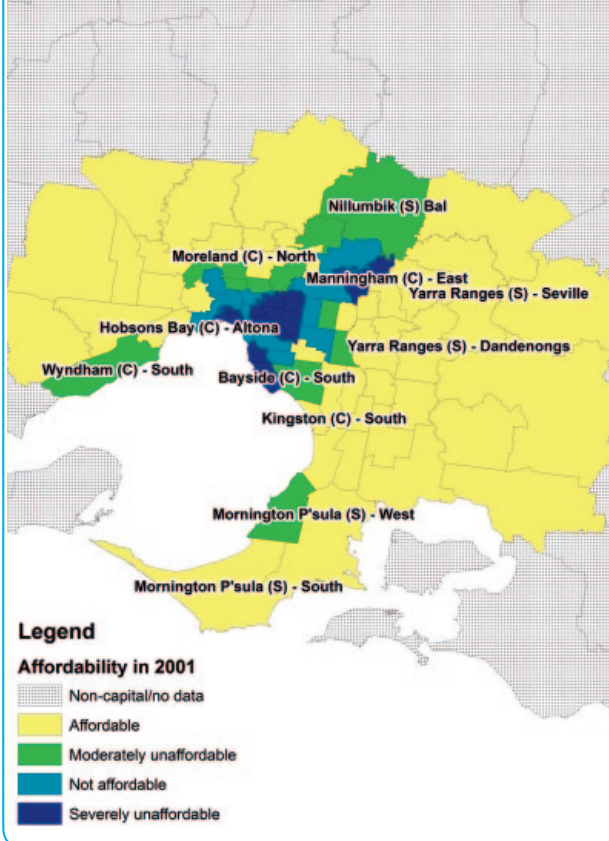 Nillumbik (S) Bal
Moreland (C) - North
Manningham (C) - East
Yarra Ranges (S) - Seville
Hobsons Bay (C) - Altona
Yarra Ranges (S) - Dandenongs
Wyndham (C) - South
Bayside (C) - South
Kingston (C) - South
Mornington P'sula (S) - West
Mornington P'sula (S) - South
Legend
Affordability in 2001
Non-capital/no data
Affordable
Moderately unaffordable
Not affordable
Severely unaffordable